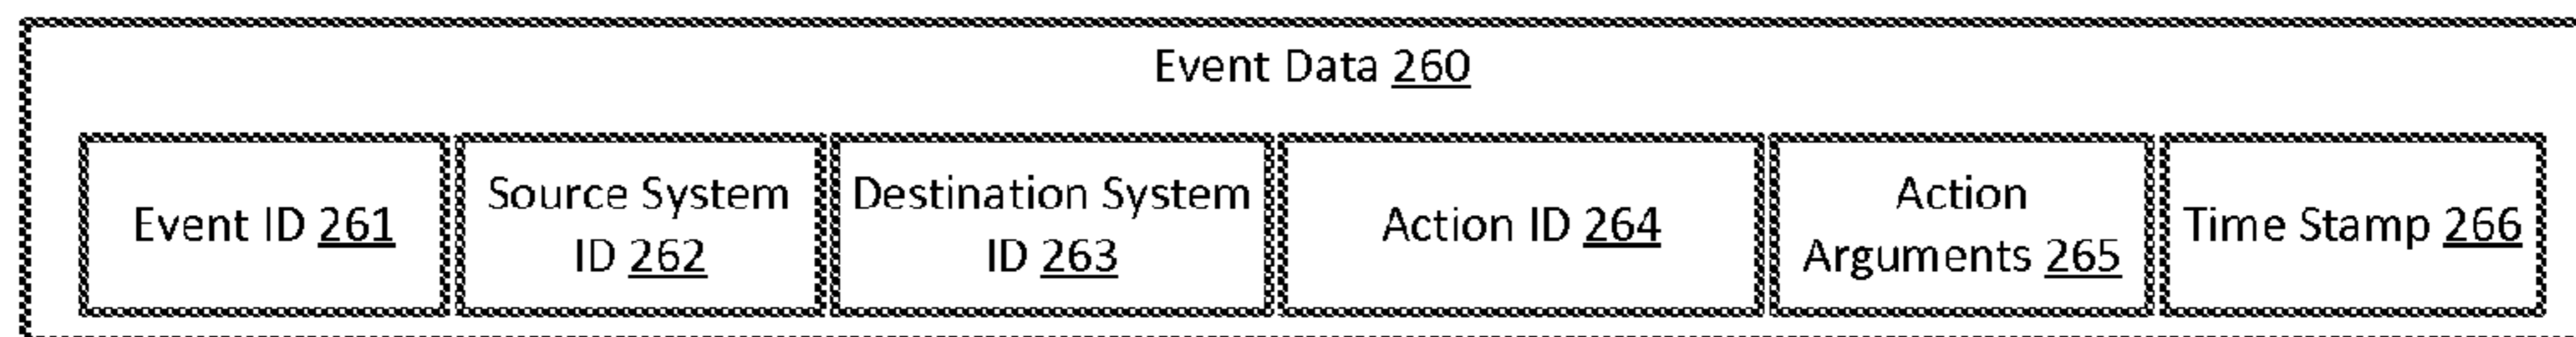 Event Data 260
Event ID 261
Source System
ID 262
Destination System
ID 263
Action ID 264
Action
Arguments 265
Time Stamp 266